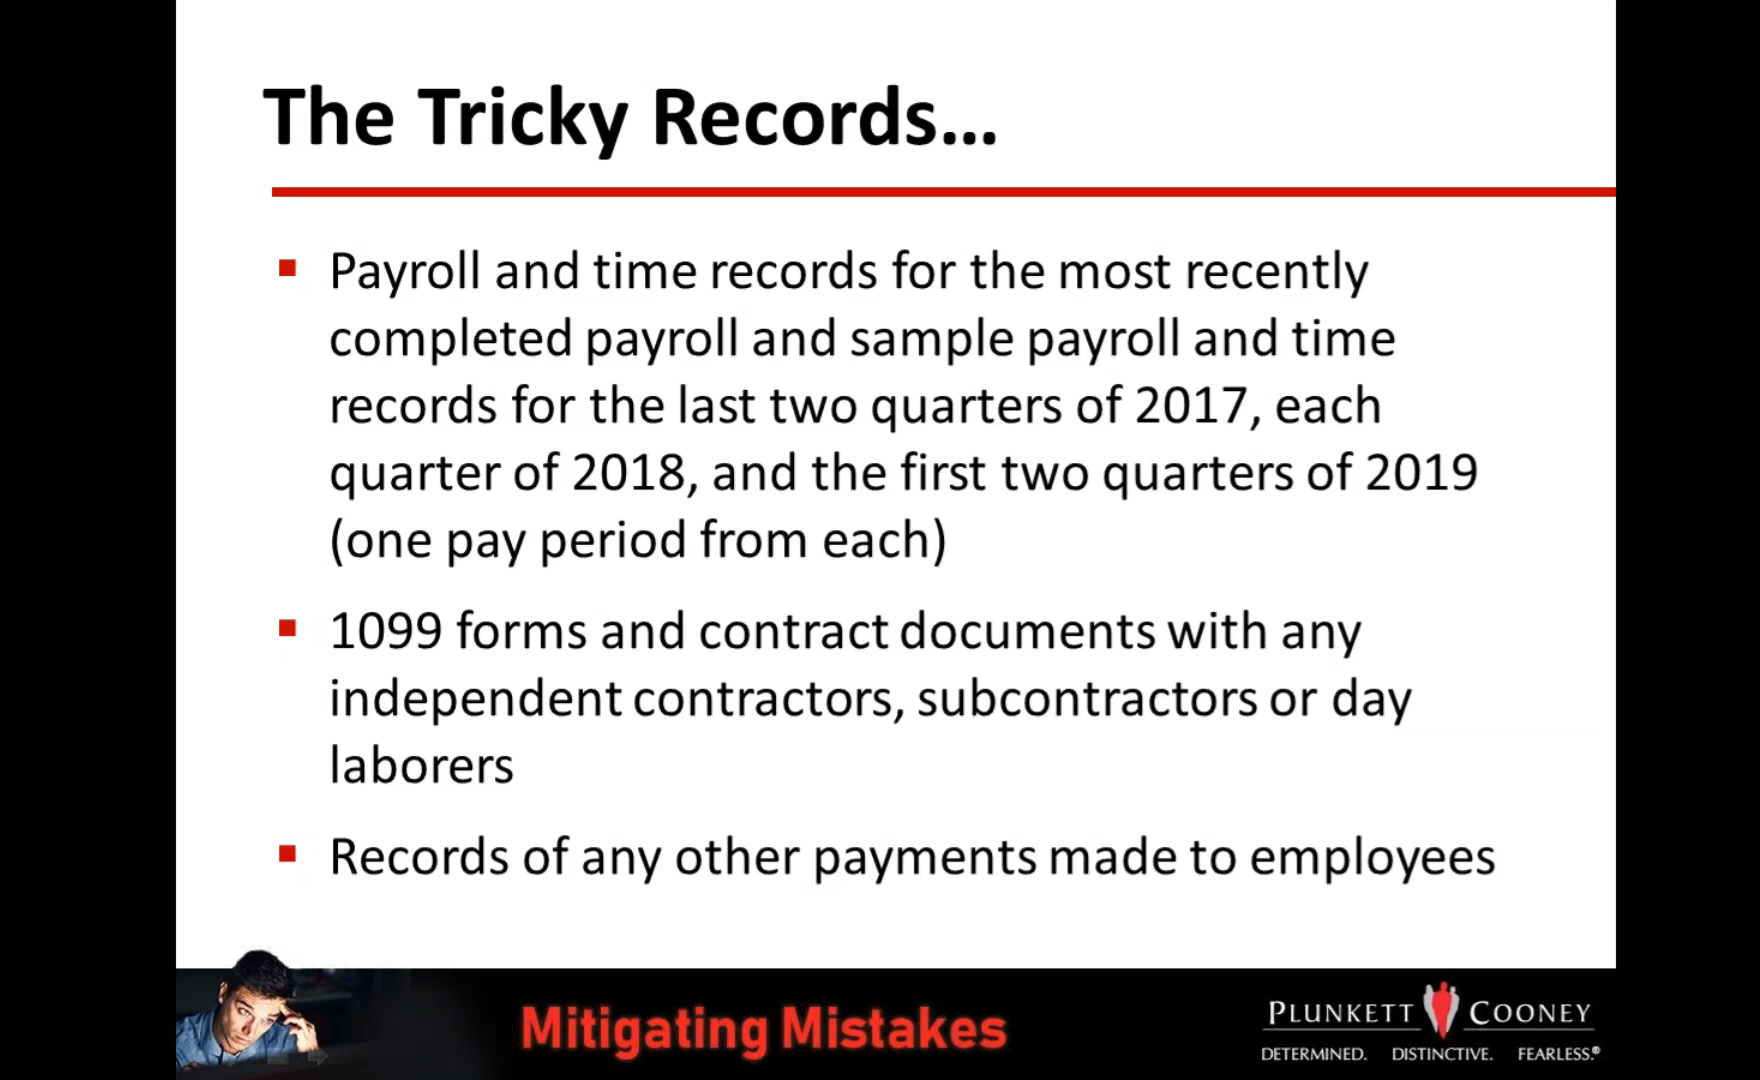 The Tricky Records...
Payroll and time records for the most recently
completed payroll and sample payroll and time
records for the last two quarters of 2017, each
quarter of 2018, and the first two quarters of 2019
(one pay period from each)
1099 forms and contract documents with any
independent contractors, subcontractors or day
laborers
Records of any other payments made to employees
Mitigating Mistakes
PLUNKETT COONEY
DETERMINED. DISTINCTIVE. FEARLESS.®